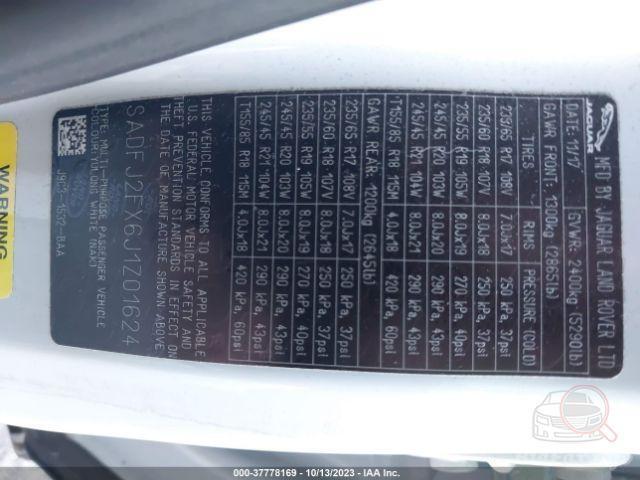 JAGUAR
MFD BY JAGUAR LAND ROVER LTD
DATE: 11/17 GVWR: 2400kg (5290lb)
GAWR FRONT: 1300kg (2865lb)
TIRES RIMS PRESSURE (COLD)
235/65 R17 108V 7.0Jx17 250 kPa, 37psi
235/60 R18 107V 8.0Jx18 250 kPa, 37psi
235/55 R19 105W 8.0Jx19 270 kPa, 40psi
245/45 R20 103W 8.0Jx20 290 kPa, 43psi
245/45 R21 104W 8.0Jx21 290 kPa, 43psi
T155/85 R18 115M 4.0Jx18 420 kPa, 60psi
GAWR REAR: 1200kg (2645lb)
235/65 R17 108V 7.0Jx17 250 kPa, 37psi
235/60 R18 107V 8.0Jx18 250 kPa, 37psi
235/55 R19 105W 8.0Jx19 270 kPa, 40psi
245/45 R20 103W 8.0Jx20 290 kPa, 43psi
245/45 R21 104W 8.0Jx21 290 kPa, 43psi
T155/85 R18 115M 4.0Jx18 420 kPa, 60psi
THIS VEHICLE CONFORMS TO ALL APPLICABLE
U.S. FEDERAL MOTOR VEHICLE SAFETY AND
THEFT PREVENTION STANDARDS IN EFFECT ON
THE DATE OF MANUFACTURE SHOWN ABOVE
SADFJ2FX6J1Z01624
TYPE: MULTI-PURPOSE PASSENGER VEHICLE
COLOUR: YULONG WHITE (NAK)
J9C3-1532-BAA
WARNING
000-37778169 | 10/13/2023 | IAA Inc.